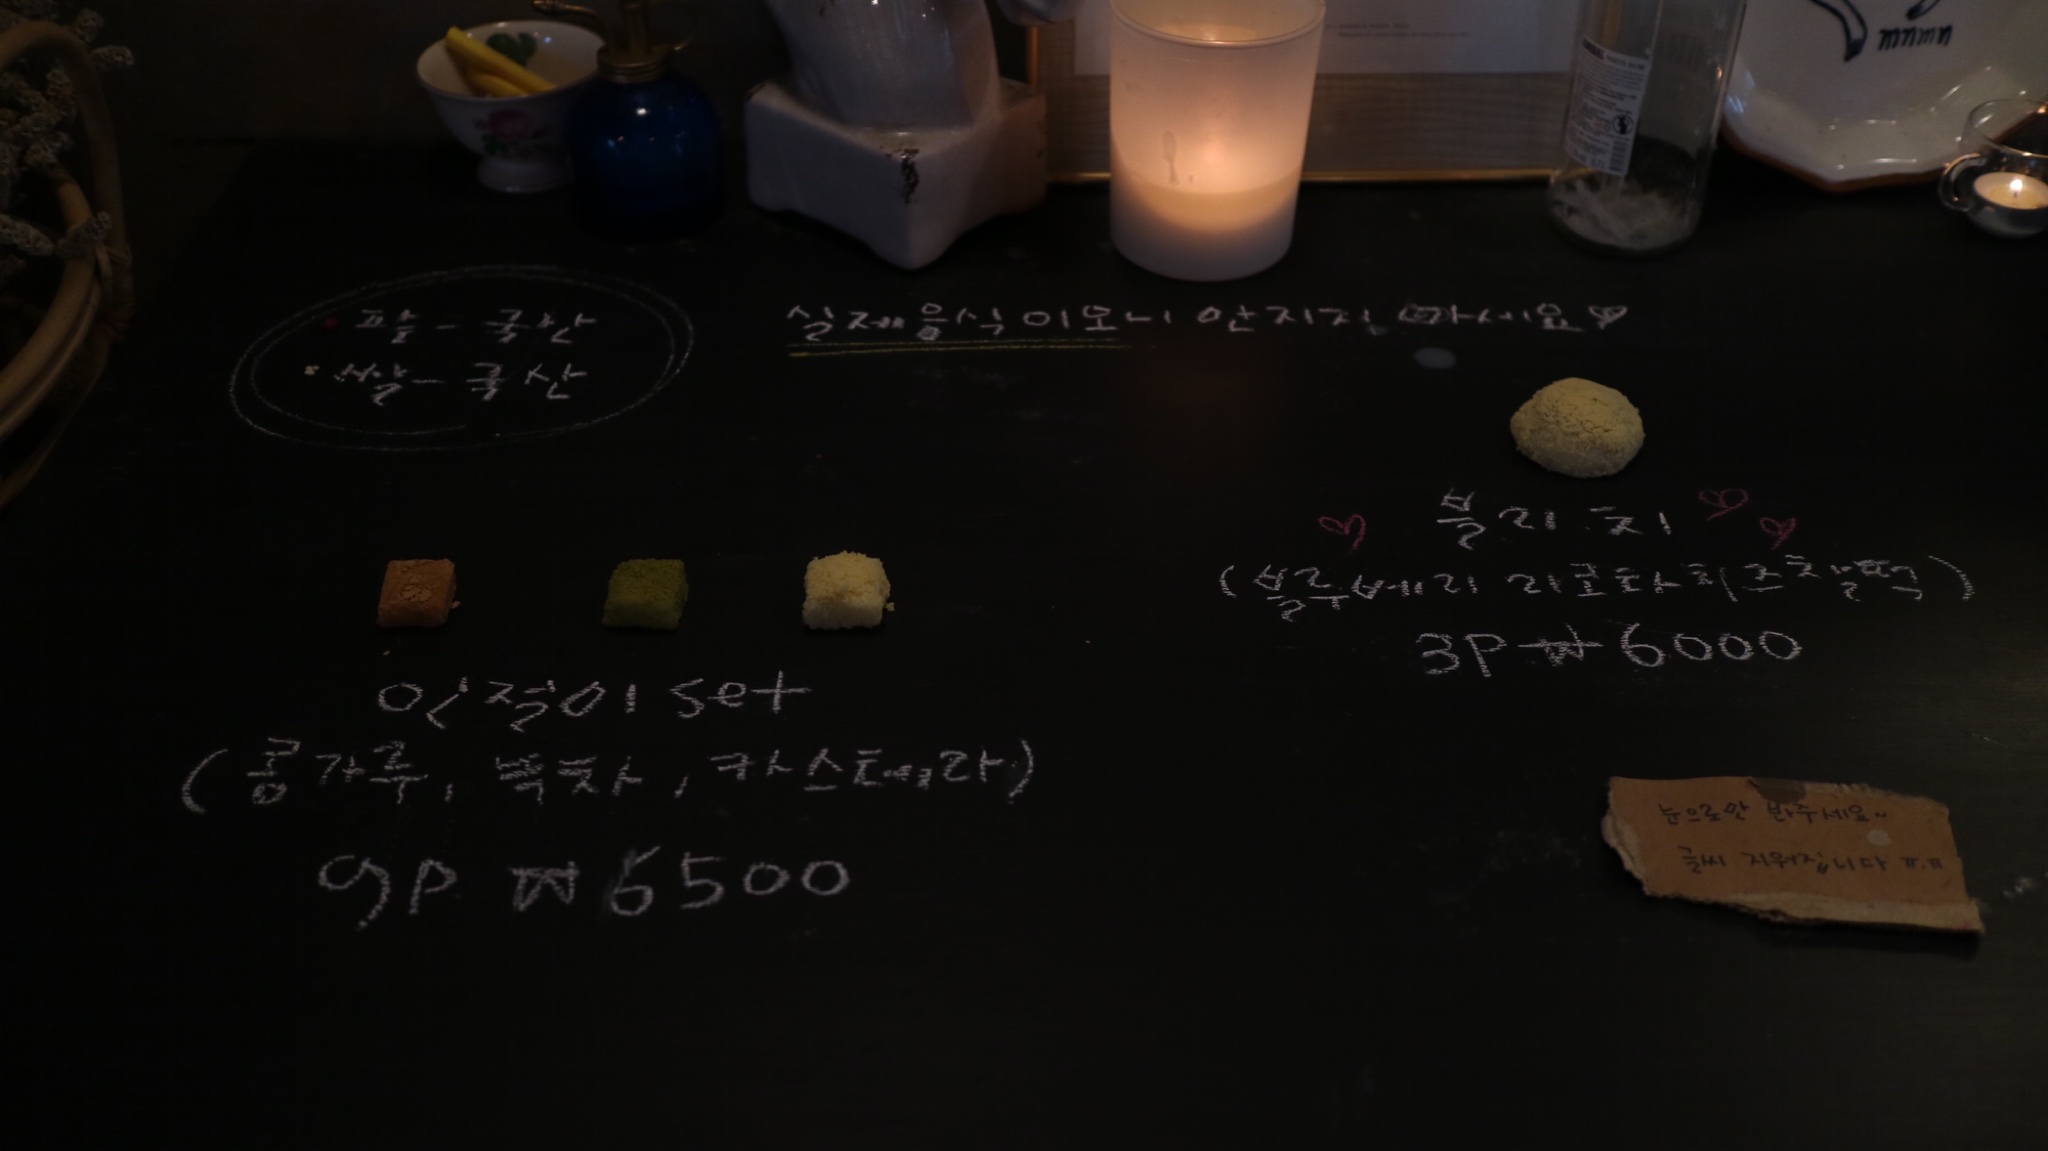 mnmn
• 팥 - 국산
• 쌀 - 국산
실제음식이오니 만지지 마세요♡
블리.치
(블루베리 리코타치즈찰떡)
3P ₩6000
인절미 set
(콩가루, 녹차, 카스테라)
9P ₩6500
눈으로만 봐주세요~
글씨 지워집니다 ㅠ.ㅠ